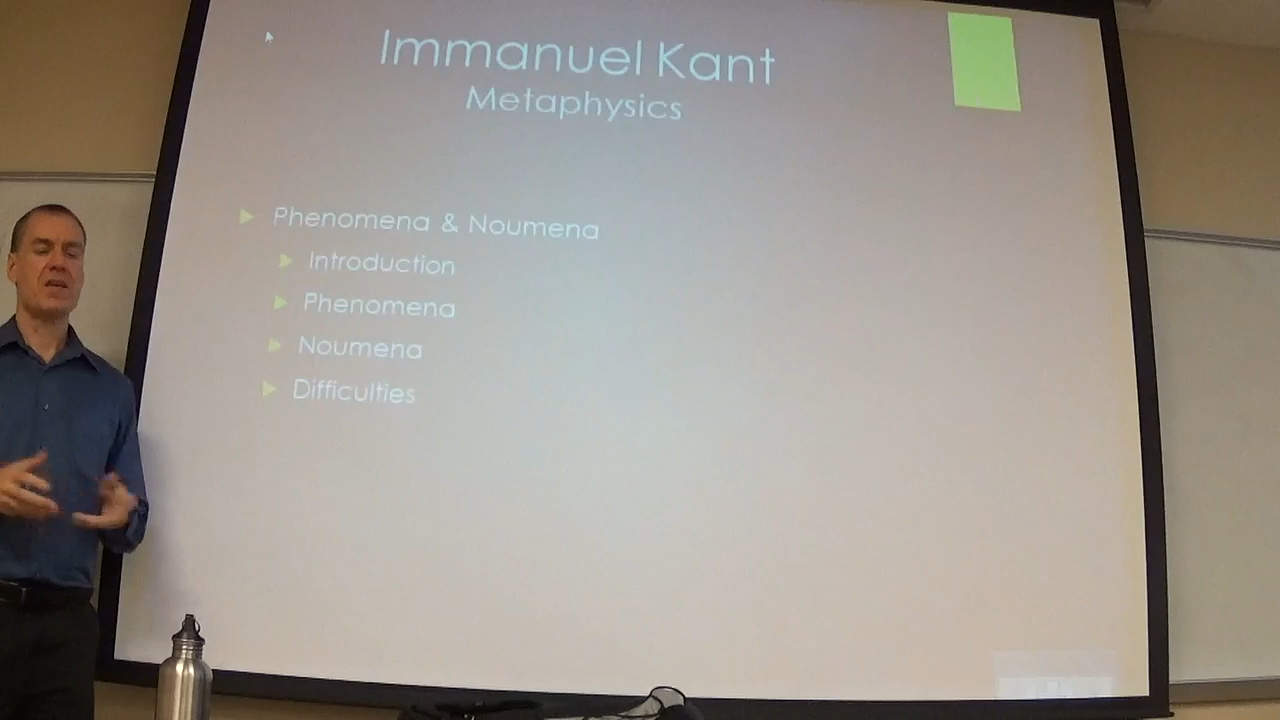 Immanuel Kant
Metaphysics
Phenomena & Noumena
Introduction
Phenomena
Noumena
Difficulties